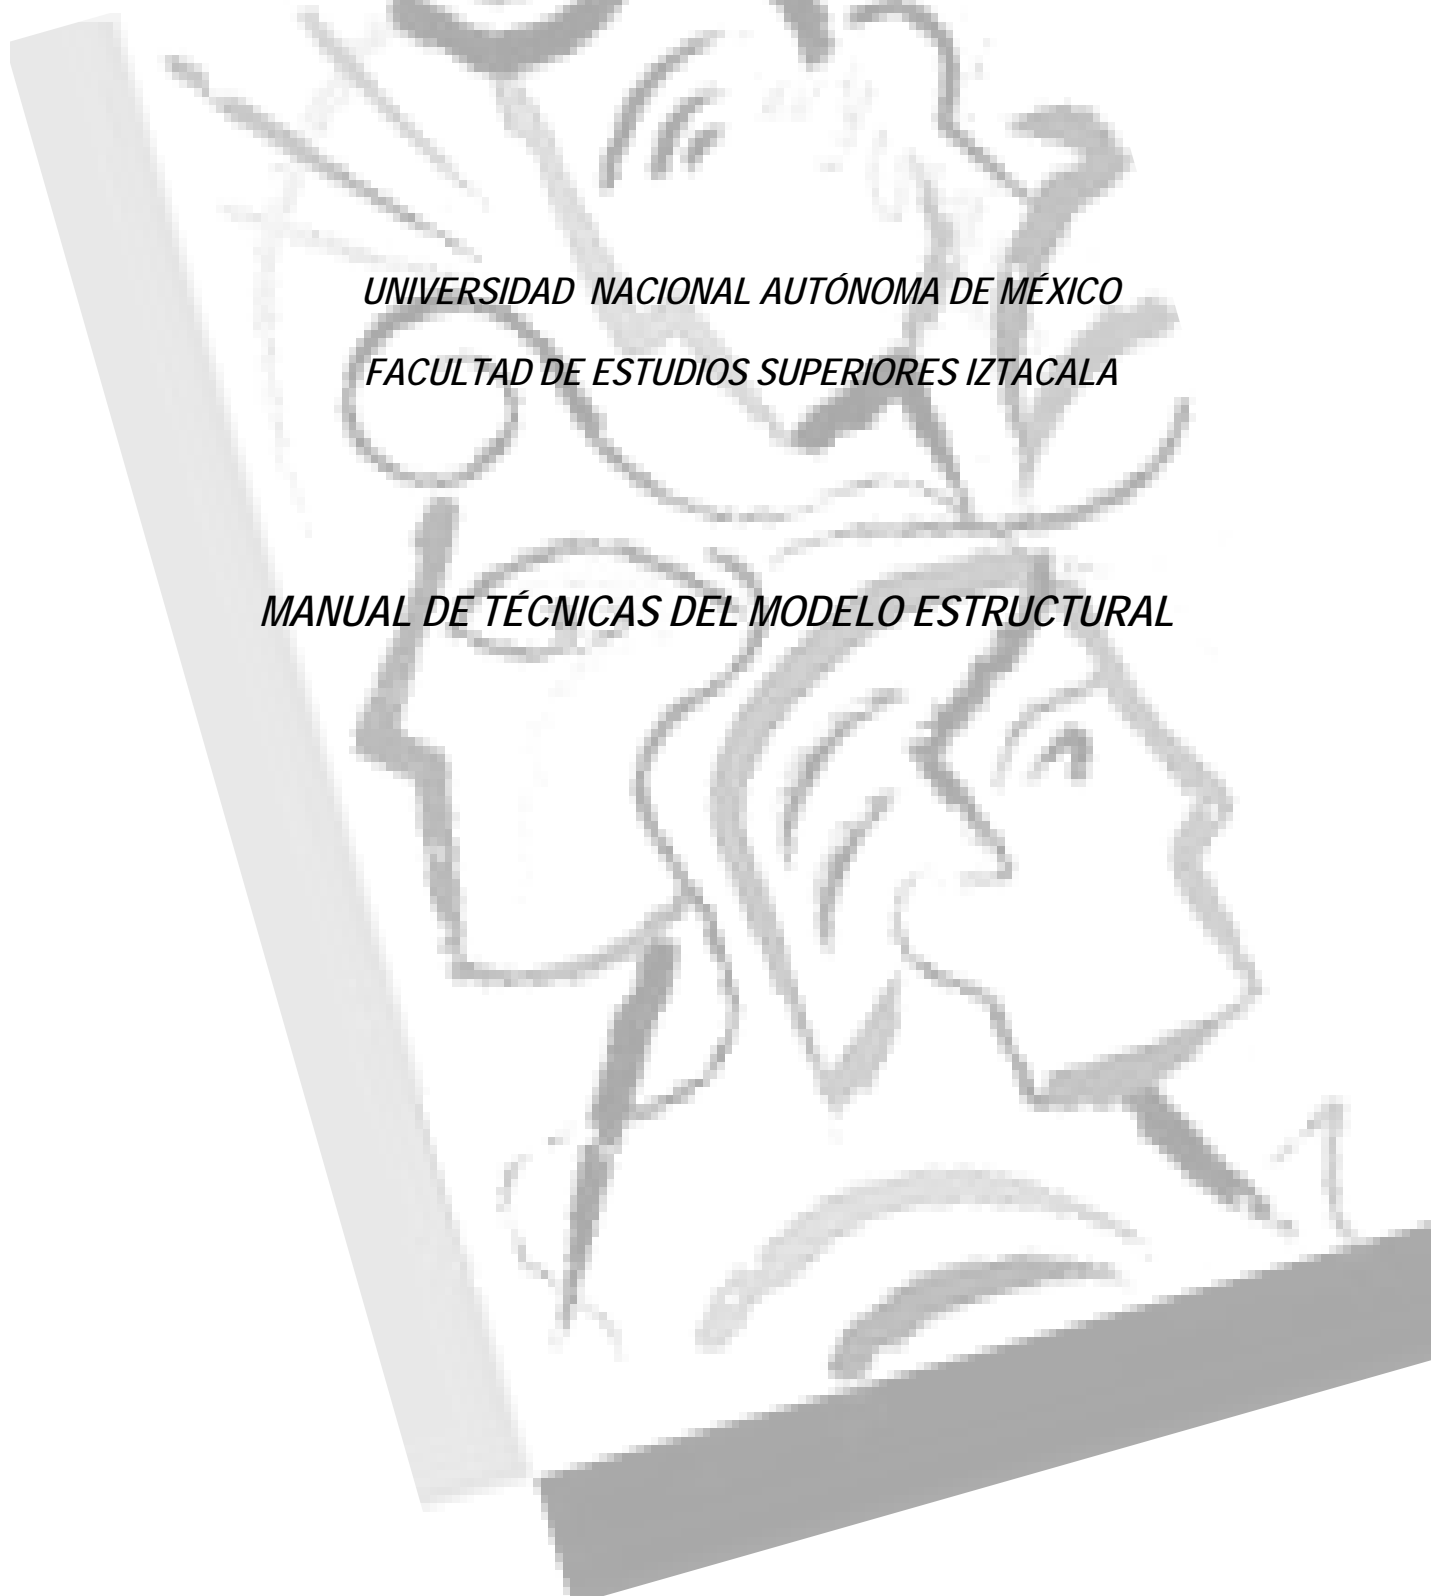 UNIVERSIDAD NACIONAL AUTÓNOMA DE MÉXICO
FACULTAD DE ESTUDIOS SUPERIORES IZTACALA
MANUAL DE TÉCNICAS DEL MODELO ESTRUCTURAL